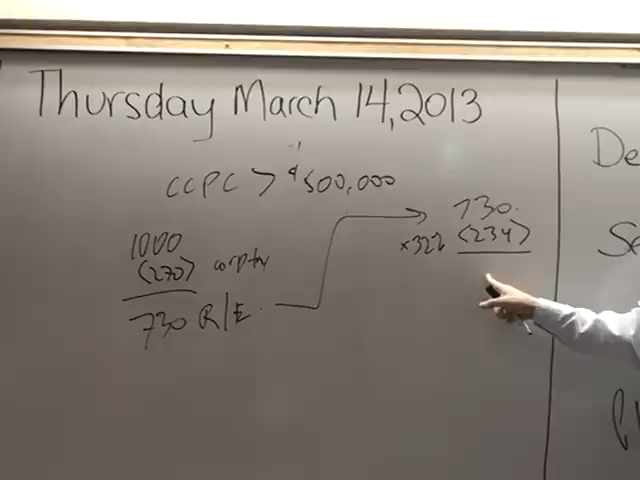 Thursday March 14, 2013
CCPC > $500,000
1000
<270> corp tax
730 R/E
730.
x32% <234>
De
Se